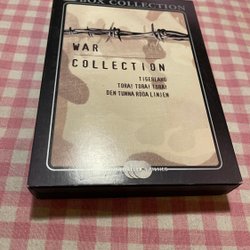 BOX COLLECTION
WAR
COLLECTION
TIGERLAND
TORA! TORA! TORA!
DEN TUNNA RÖDA LINJEN